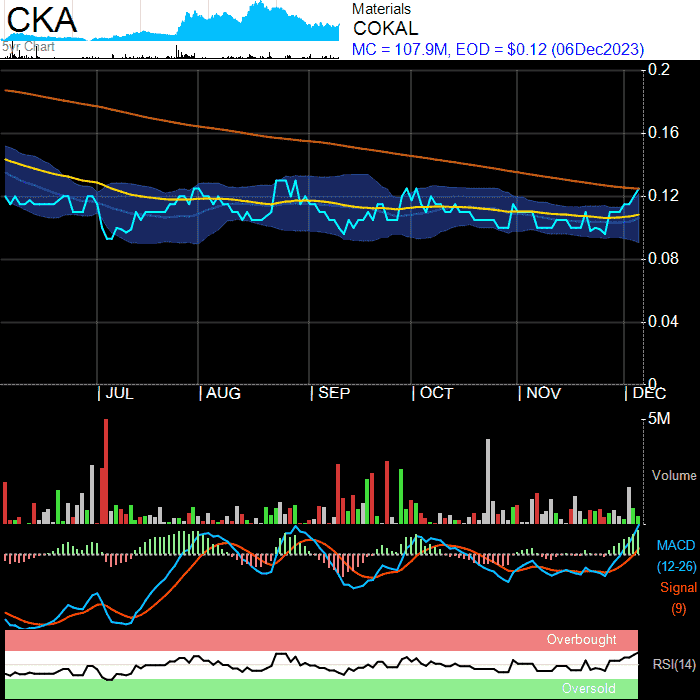 CKA
5yr Chart
Materials
COKAL
MC = 107.9M, EOD = $0.12 (06Dec2023)
0.2
0.16
0.12
0.08
0.04
0
JUL
AUG
SEP
OCT
NOV
DEC
5M
Volume
MACD
(12-26)
Signal
(9)
Overbought
RSI(14)
Oversold